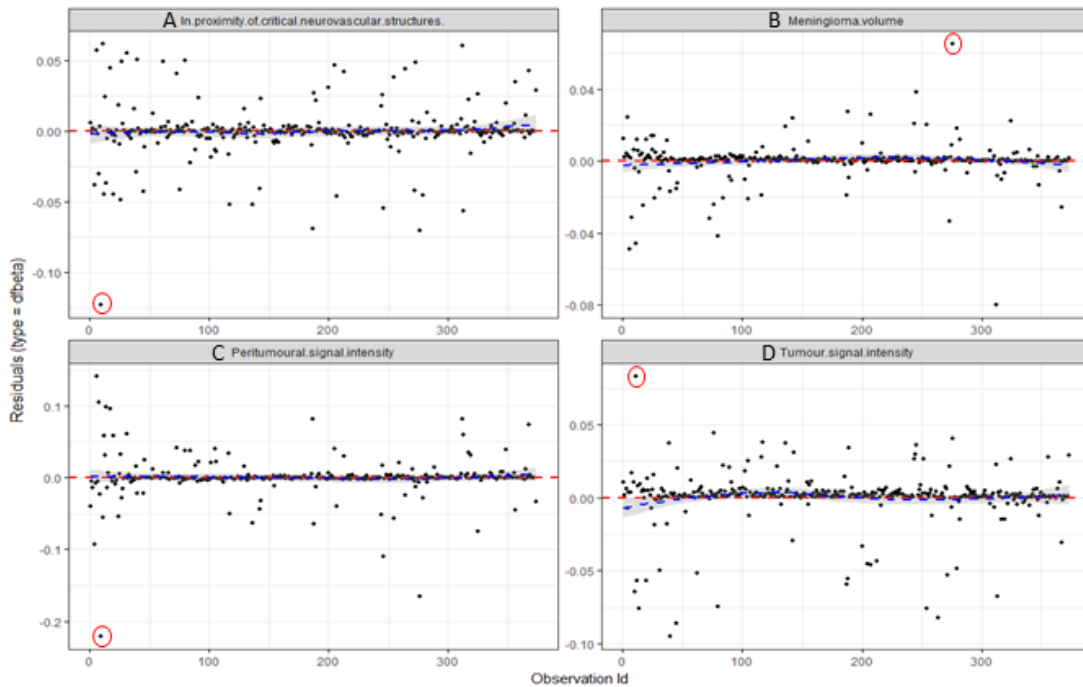 A In.proximity.of.critical.neurovascular.structures.
B Meningioma.volume
0.05
0.00
-0.05
-0.10
0.04
0.00
-0.04
-0.08
0 100 200 300
0 100 200 300
C Peritumoural.signal.intensity
D Tumour.signal.intensity
0.1
0.0
-0.1
-0.2
0.05
0.00
-0.05
-0.10
0 100 200 300
0 100 200 300
Residuals (type = dfbeta)
Observation Id